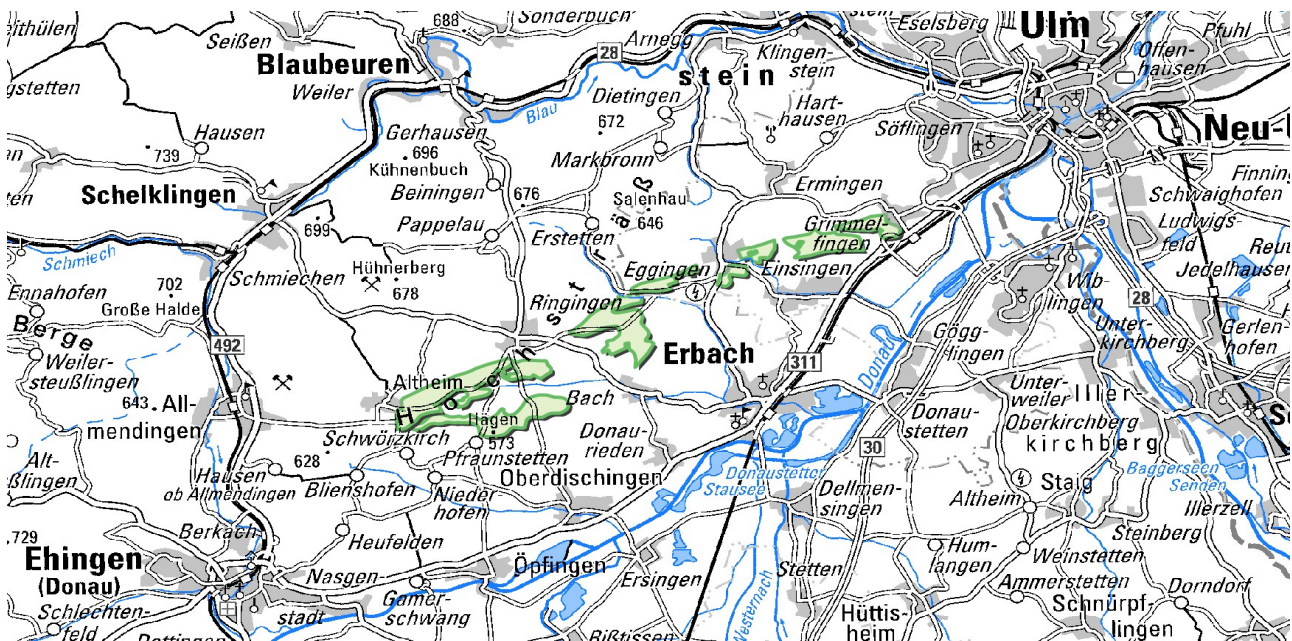 eithülen
Seißen
688
Sonderbuch
Arnegg
28
Klingen-
stein
Eselsberg
Ulm
Pfuhl
Offen-
hausen
gstetten
Blaubeuren
Weiler
stein
Dietingen
Blau
672
Hart-
hausen
Söflingen
Neu-U
Hausen
739
Gerhausen
696
Kühnenbuch
Beiningen
Markbronn
Finning
Schwaighofen
Schelklingen
676
Salenhau
646
Ermingen
Ludwigs
feld
699
Pappelau
Erstetten
Grimmel-
fingen
Reut
Jedelhausen
Schmiech
Schmiechen
Hühnerberg
678
Eggingen
Einsingen
Wib-
lingen
Ennahofen
702
Große Halde
Ringingen
Hochsträß
28
Berge
492
Erbach
311
Donau
Gögg-
lingen
Unter-
kirchberg
Gerlen-
hofen
Weiler-
steußlingen
Altheim
Bach
Unter-
weiler
Iller-
kirchberg
Oberkirchberg
643
All-
mendingen
Hagen
573
Schwörzkirch
Donau-
rieden
Donau-
stetten
30
Alt-
ßlingen
628
Pfraunstetten
Oberdischingen
Donaustetter
Stausee
Baggerseen
Senden
Hausen
ob Allmendingen
Blienshofen
Nieder
hofen
Dellmen-
singen
Altheim
Staig
Illerzell
Berkach
Heufelden
Steinberg
729
Ehingen
(Donau)
Nasgen
Öpfingen
Ersingen
Stetten
Hum-
langen
Weinstetten
Ammerstetten
Dorndorf
Schlechten-
feld
stadt
Gamer-
schwang
Westernach
Hüttis-
heim
Schnürpf-
lingen
Rißtissen